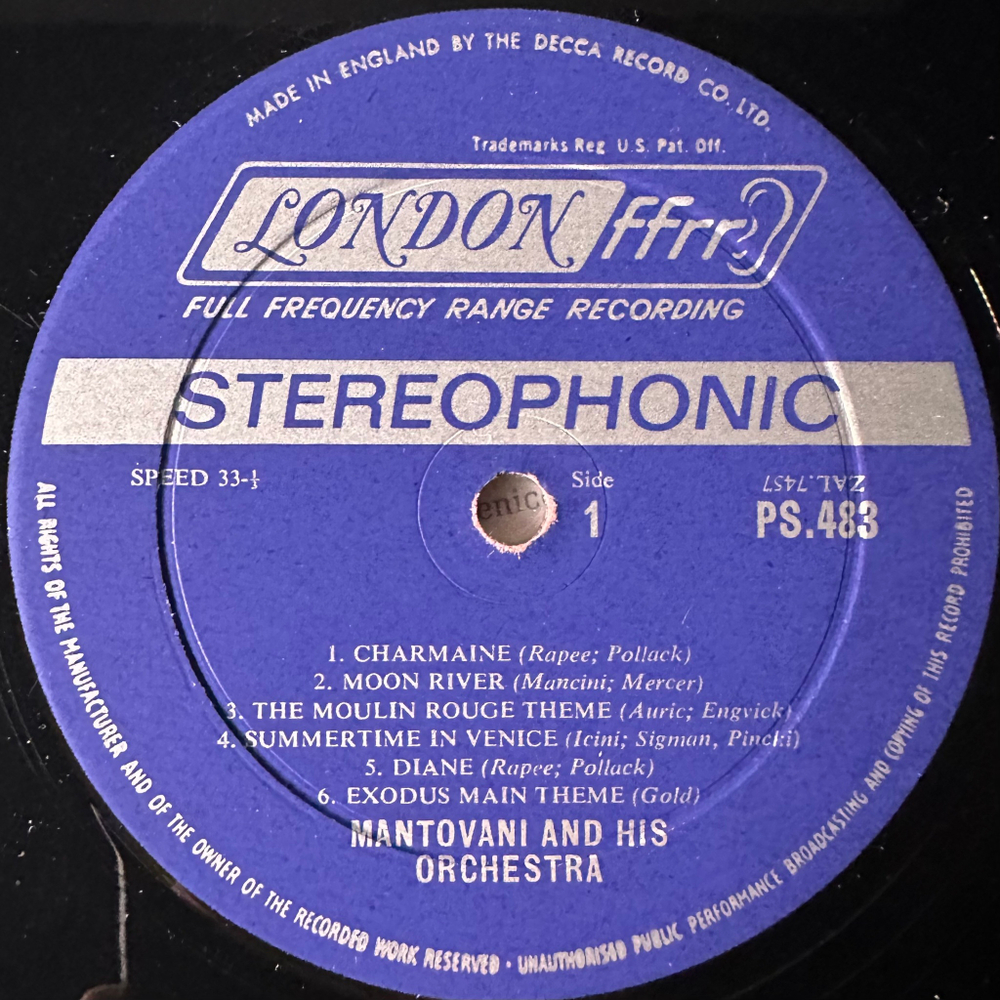 MADE IN ENGLAND BY THE DECCA RECORD CO. LTD.
Trademarks Reg U.S. Pat. Off.
LONDON ffrr
FULL FREQUENCY RANGE RECORDING
STEREOPHONIC
SPEED 33-⅓
Side
1
ZAL.7457
PS.483
enic
1. CHARMAINE (Rapee; Pollack)
2. MOON RIVER (Mancini; Mercer)
3. THE MOULIN ROUGE THEME (Auric; Engvick)
4. SUMMERTIME IN VENICE (Icini; Sigman, Pincki)
5. DIANE (Rapee; Pollack)
6. EXODUS MAIN THEME (Gold)
MANTOVANI AND HIS
ORCHESTRA
ALL RIGHTS OF THE MANUFACTURER AND OF THE OWNER OF THE RECORDED WORK RESERVED · UNAUTHORISED PUBLIC PERFORMANCE BROADCASTING AND COPYING OF THIS RECORD PROHIBITED